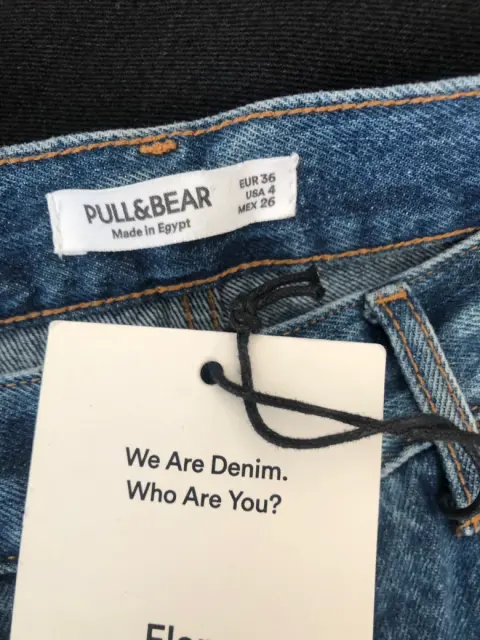 PULL&BEAR
Made in Egypt
EUR 36
USA 4
MEX 26
We Are Denim.
Who Are You?